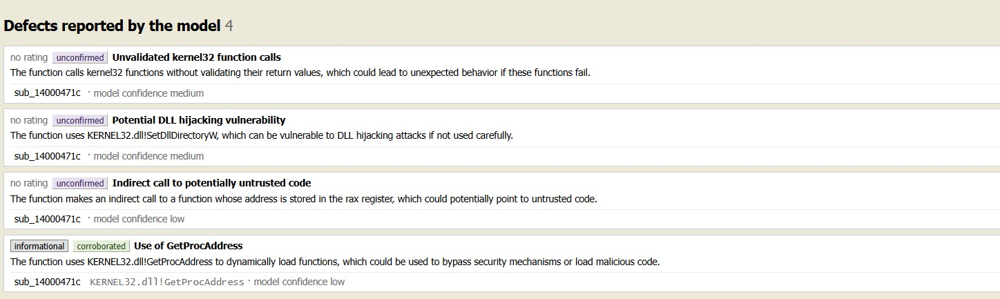 Defects reported by the model 4
no rating unconfirmed Unvalidated kernel32 function calls
The function calls kernel32 functions without validating their return values, which could lead to unexpected behavior if these functions fail.
sub_14000471c · model confidence medium
no rating unconfirmed Potential DLL hijacking vulnerability
The function uses KERNEL32.dll!SetDllDirectoryW, which can be vulnerable to DLL hijacking attacks if not used carefully.
sub_14000471c · model confidence medium
no rating unconfirmed Indirect call to potentially untrusted code
The function makes an indirect call to a function whose address is stored in the rax register, which could potentially point to untrusted code.
sub_14000471c · model confidence low
informational corroborated Use of GetProcAddress
The function uses KERNEL32.dll!GetProcAddress to dynamically load functions, which could be used to bypass security mechanisms or load malicious code.
sub_14000471c KERNEL32.dll!GetProcAddress · model confidence low